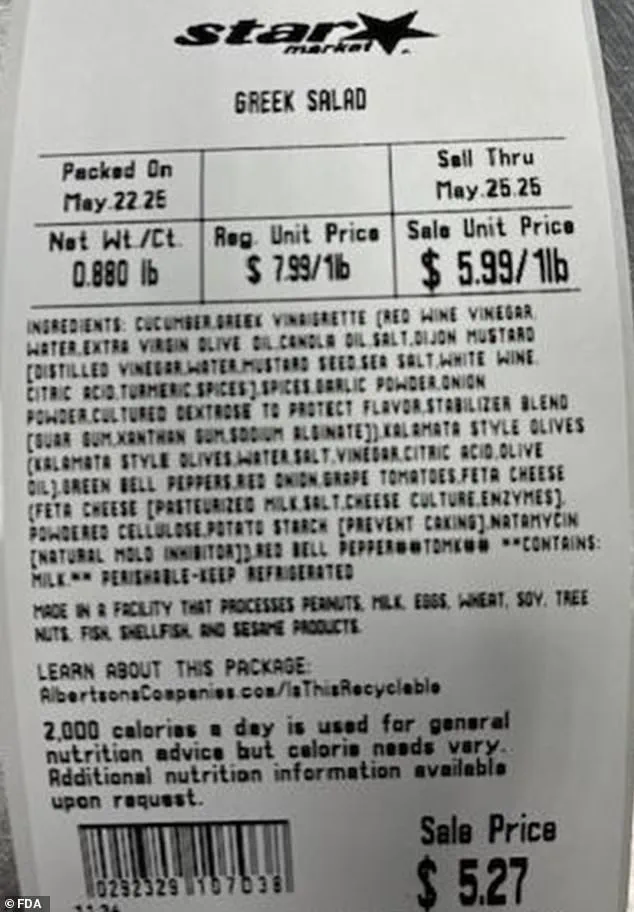 star
market
GREEK SALAD
Packed On
May.22.25
Sell Thru
May.25.25
Net Wt./Ct.
0.880 lb
Reg. Unit Price
$ 7.99/1lb
Sale Unit Price
$ 5.99/1lb
INGREDIENTS: CUCUMBER,GREEK VINAIGRETTE (RED WINE VINEGAR,
WATER,EXTRA VIRGIN OLIVE OIL,CANOLA OIL,SALT,DIJON MUSTARD
[DISTILLED VINEGAR,WATER,MUSTARD SEED,SEA SALT,WHITE WINE,
CITRIC ACID,TURMERIC,SPICES],SPICES,GARLIC POWDER,ONION
POWDER,CULTURED DEXTROSE TO PROTECT FLAVOR,STABILIZER BLEND
[GUAR GUM,XANTHAN GUM,SODIUM ALGINATE]),KALAMATA STYLE OLIVES
(KALAMATA STYLE OLIVES,WATER,SALT,VINEGAR,CITRIC ACID,OLIVE
OIL),GREEN BELL PEPPERS,RED ONION,GRAPE TOMATOES,FETA CHEESE
(FETA CHEESE [PASTEURIZED MILK,SALT,CHEESE CULTURE,ENZYMES],
POWDERED CELLULOSE,POTATO STARCH [PREVENT CAKING],NATAMYCIN
[NATURAL MOLD INHIBITOR]),RED BELL PEPPER **CONTAINS:
MILK ** PERISHABLE-KEEP REFRIGERATED
MADE IN A FACILITY THAT PROCESSES PEANUTS, MILK, EGGS, WHEAT, SOY, TREE
NUTS, FISH, SHELLFISH, AND SESAME PRODUCTS.
LEARN ABOUT THIS PACKAGE:
AlbertsonsCompanies.com/IsThisRecyclable
2,000 calories a day is used for general
nutrition advice but calorie needs vary.
Additional nutrition information available
upon request.
Sale Price
$ 5.27
0292329 107038
© FDA